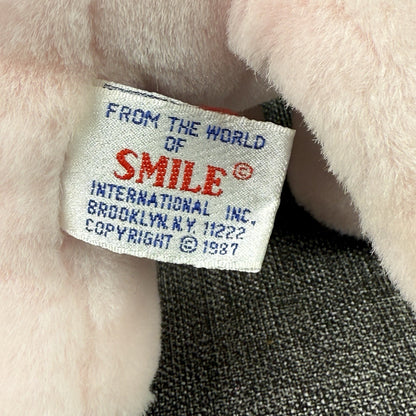 FROM THE WORLD
OF
SMILE©
INTERNATIONAL INC.
BROOKLYN.N.Y. 11222
COPYRIGHT © 1987